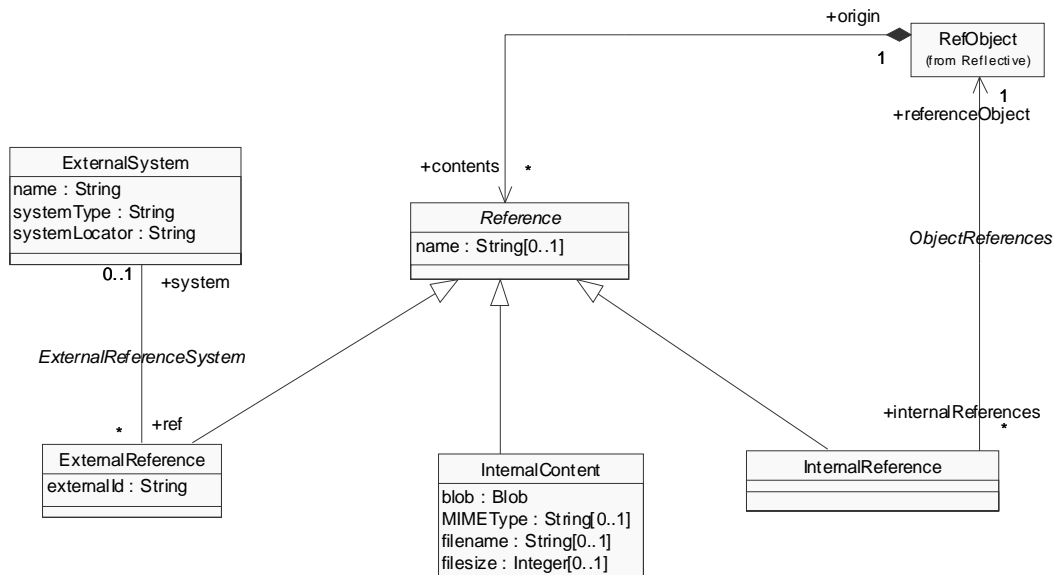 +origin
1
RefObject
(from Reflective)
1
+referenceObject
ExternalSystem
name : String
systemType : String
systemLocator : String
+contents
*
Reference
name : String[0..1]
ObjectReferences
0..1
+system
ExternalReferenceSystem
*
+ref
+internalReferences
*
ExternalReference
externalId : String
InternalContent
blob : Blob
MIMEType : String[0..1]
filename : String[0..1]
filesize : Integer[0..1]
InternalReference